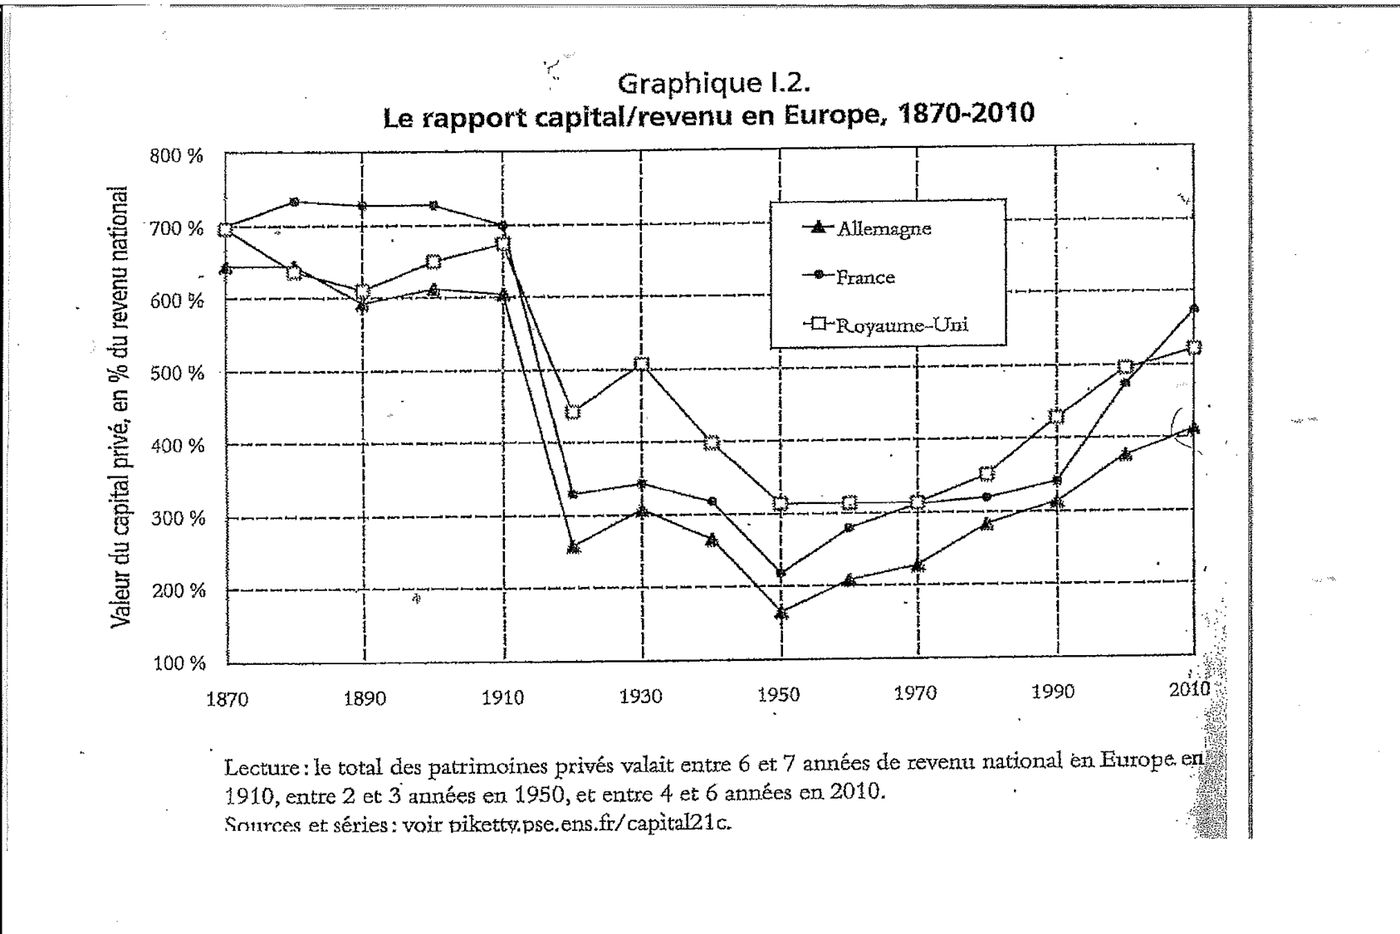 Graphique I.2.
Le rapport capital/revenu en Europe, 1870-2010
Valeur du capital privé, en % du revenu national
800 %
700 %
600 %
500 %
400 %
300 %
200 %
100 %
Allemagne
France
Royaume-Uni
1870
1890
1910
1930
1950
1970
1990
2010
Lecture : le total des patrimoines privés valait entre 6 et 7 années de revenu national en Europe en
1910, entre 2 et 3 années en 1950, et entre 4 et 6 années en 2010.
Sources et séries : voir piketty.pse.ens.fr/capital21c.